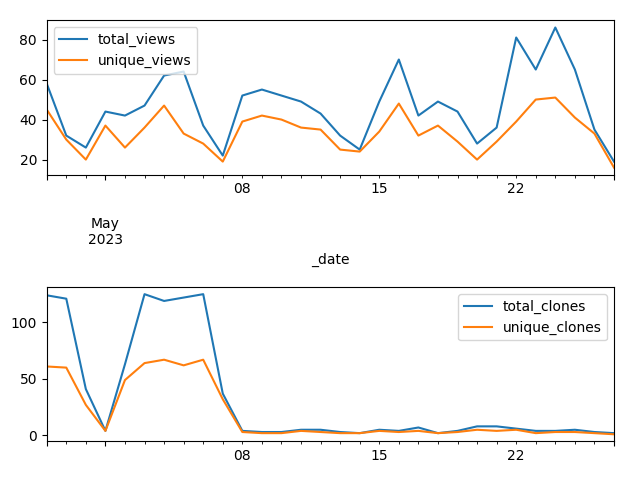 80
60
40
20
total_views
unique_views
08
15
22
May
2023
_date
100
50
0
total_clones
unique_clones
08
15
22